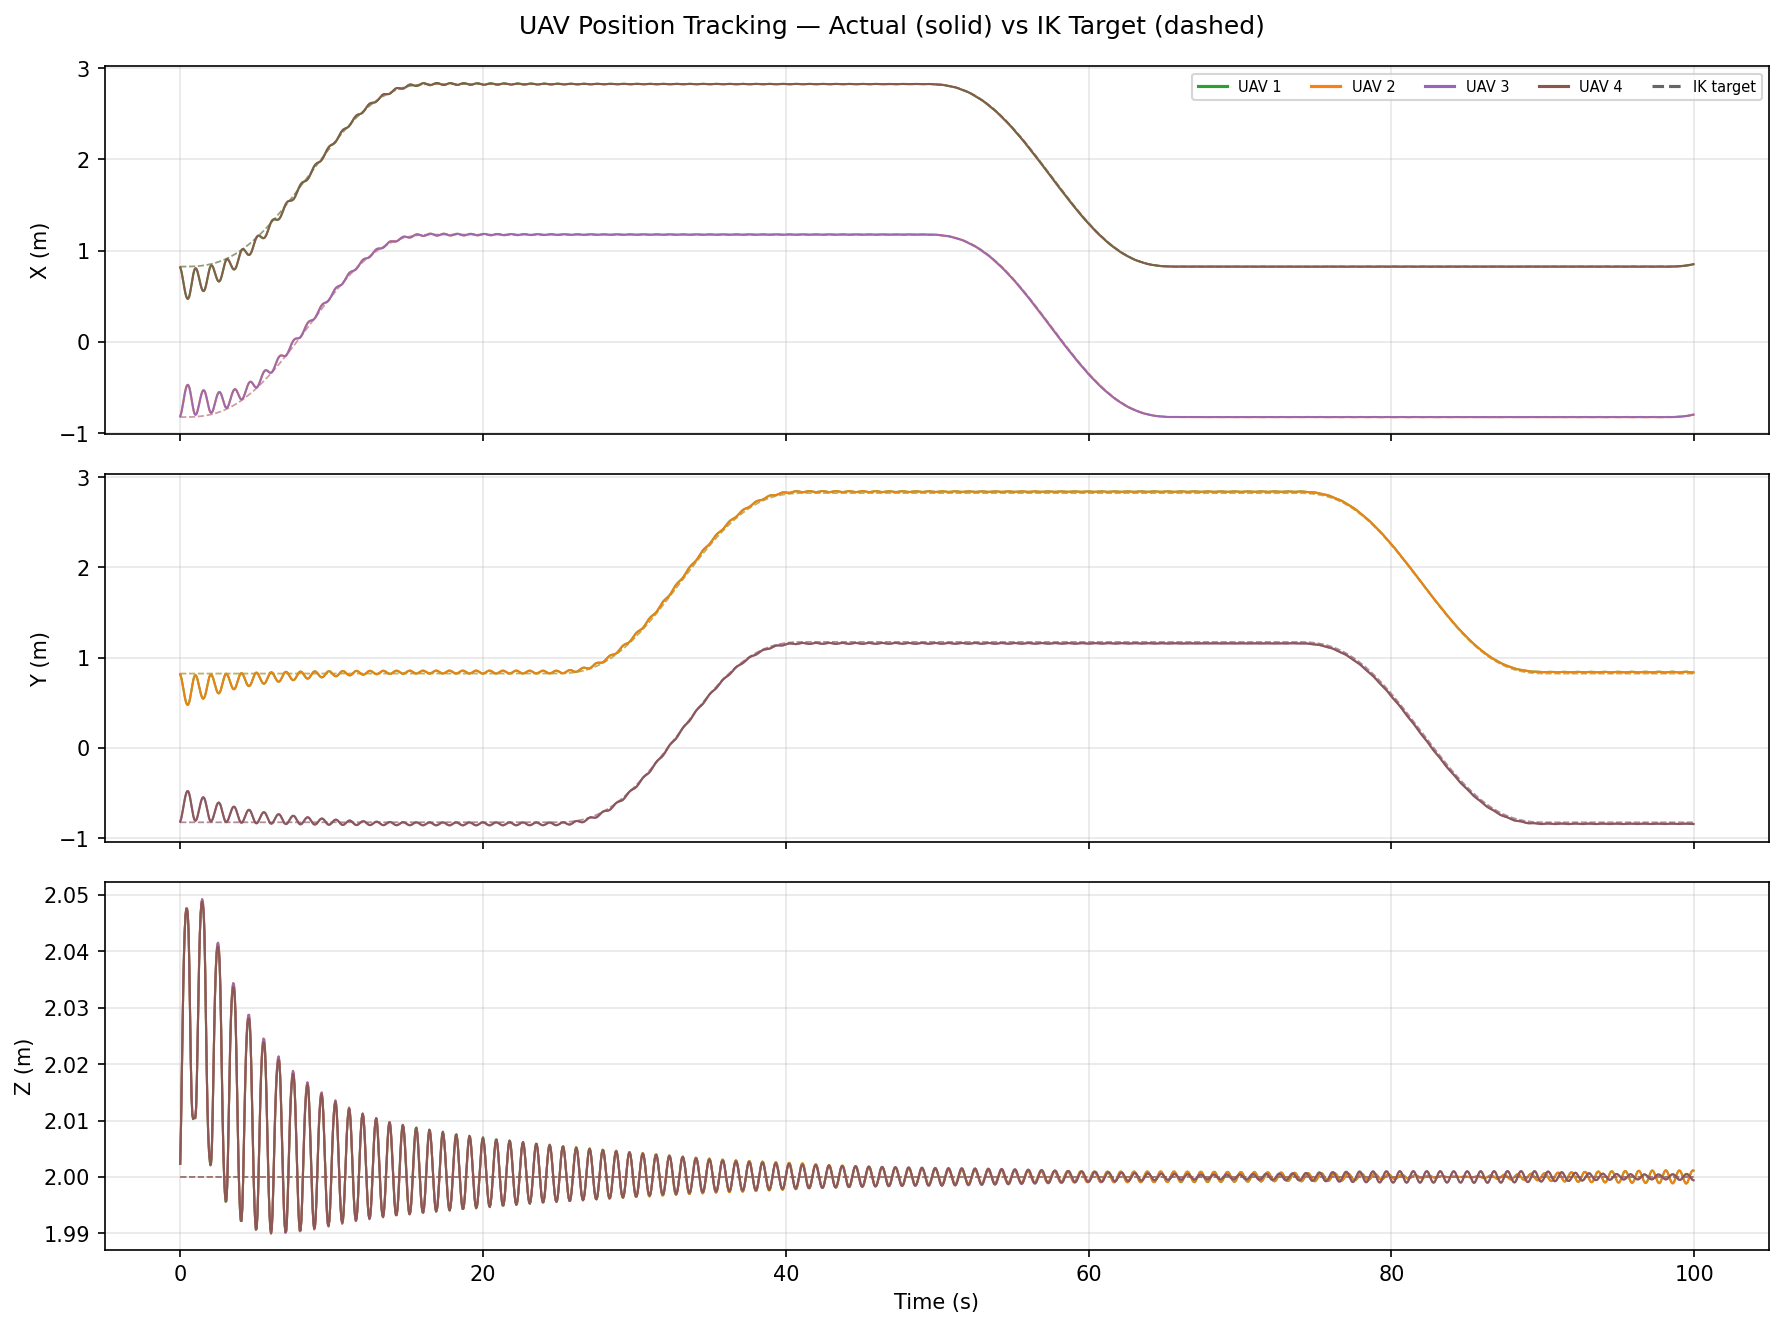 UAV Position Tracking — Actual (solid) vs IK Target (dashed)
UAV 1 UAV 2 UAV 3 UAV 4 IK target
X (m)
3
2
1
0
−1
Y (m)
3
2
1
0
−1
Z (m)
2.05
2.04
2.03
2.02
2.01
2.00
1.99
0 20 40 60 80 100
Time (s)